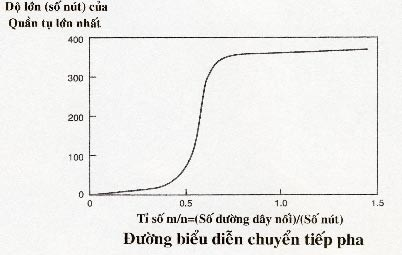 Độ lớn (số nút) của
Quần tụ lớn nhất
400
300
200
100
0
0
0.5
1.0
1.5
Tỉ số m/n=(Số đường dây nối)/(Số nút)
Đường biểu diễn chuyển tiếp pha